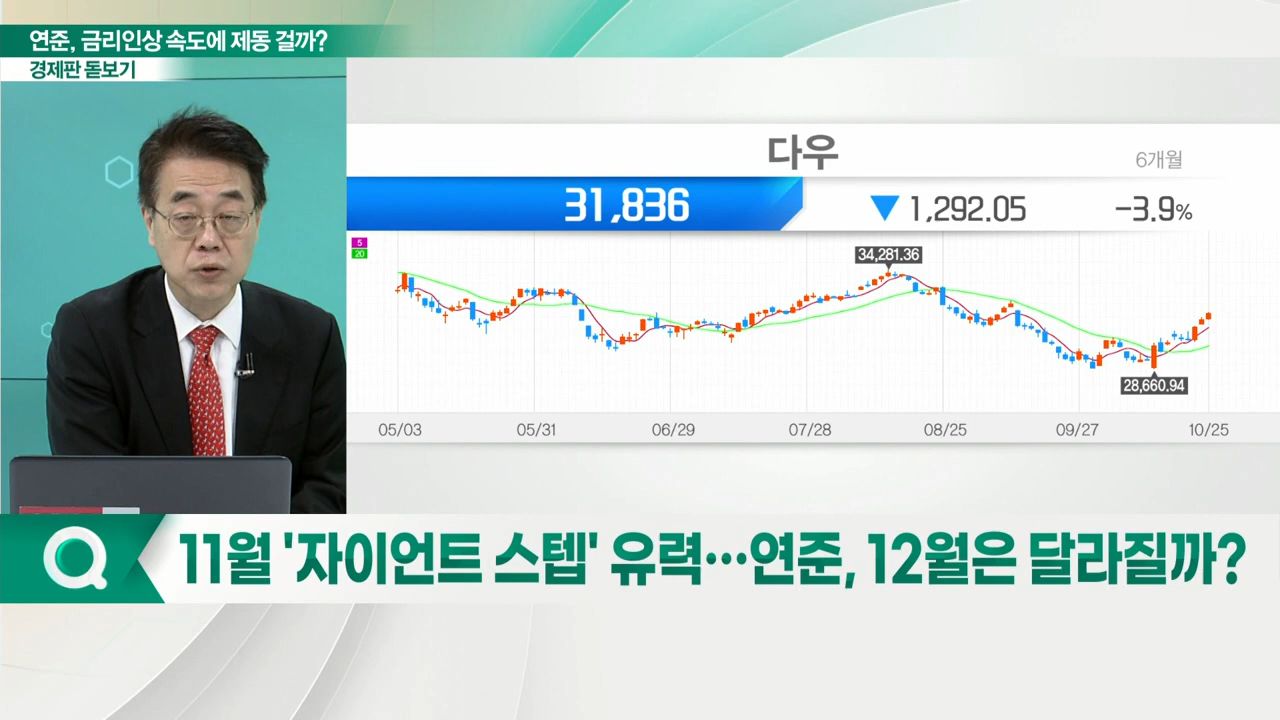 연준, 금리인상 속도에 제동 걸까?
경제판 돋보기
다우
6개월
31,836
▼ 1,292.05
-3.9%
5
20
34,281.36
28,660.94
05/03
05/31
06/29
07/28
08/25
09/27
10/25
11월 '자이언트 스텝' 유력…연준, 12월은 달라질까?